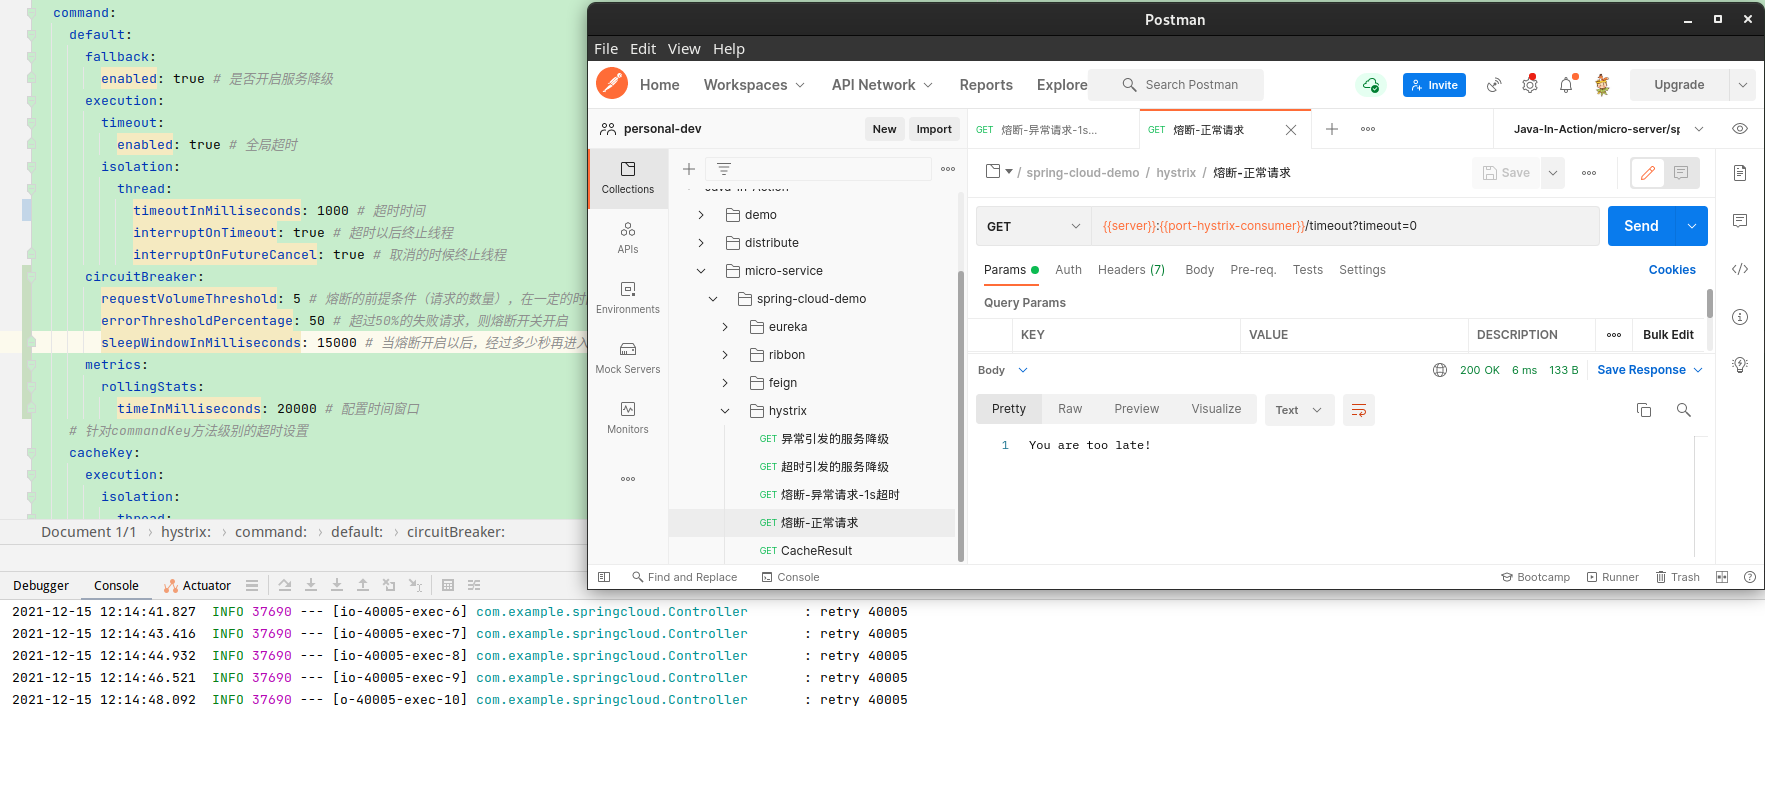 command:
default:
fallback:
enabled: true # 是否开启服务降级
execution:
timeout:
enabled: true # 全局超时
isolation:
thread:
timeoutInMilliseconds: 1000 # 超时时间
interruptOnTimeout: true # 超时以后终止线程
interruptOnFutureCancel: true # 取消的时候终止线程
circuitBreaker:
requestVolumeThreshold: 5 # 熔断的前提条件（请求的数量），在一定的时
errorThresholdPercentage: 50 # 超过50%的失败请求，则熔断开关开启
sleepWindowInMilliseconds: 15000 # 当熔断开启以后，经过多少秒再进入
metrics:
rollingStats:
timeInMilliseconds: 20000 # 配置时间窗口
# 针对commandKey方法级别的超时设置
cacheKey:
execution:
isolation:
thread:
Document 1/1 › hystrix: › command: › default: › circuitBreaker:
Postman
File Edit View Help
Home Workspaces API Network Reports Explore Search Postman Invite Upgrade
personal-dev New Import
GET 熔断-异常请求-1s... GET 熔断-正常请求 Java-In-Action/micro-server/sp
Collections
APIs
Environments
Mock Servers
Monitors
Java-In-Action
demo
distribute
micro-service
spring-cloud-demo
eureka
ribbon
feign
hystrix
GET 异常引发的服务降级
GET 超时引发的服务降级
GET 熔断-异常请求-1s超时
GET 熔断-正常请求
GET CacheResult
/ spring-cloud-demo / hystrix / 熔断-正常请求 Save
GET {{server}}:{{port-hystrix-consumer}}/timeout?timeout=0 Send
Params Auth Headers (7) Body Pre-req. Tests Settings Cookies
Query Params
KEY VALUE DESCRIPTION Bulk Edit
Body 200 OK 6 ms 133 B Save Response
Pretty Raw Preview Visualize Text
1 You are too late!
Find and Replace Console Bootcamp Runner Trash
Debugger Console Actuator
2021-12-15 12:14:41.827 INFO 37690 --- [io-40005-exec-6] com.example.springcloud.Controller : retry 40005
2021-12-15 12:14:43.416 INFO 37690 --- [io-40005-exec-7] com.example.springcloud.Controller : retry 40005
2021-12-15 12:14:44.932 INFO 37690 --- [io-40005-exec-8] com.example.springcloud.Controller : retry 40005
2021-12-15 12:14:46.521 INFO 37690 --- [io-40005-exec-9] com.example.springcloud.Controller : retry 40005
2021-12-15 12:14:48.092 INFO 37690 --- [o-40005-exec-10] com.example.springcloud.Controller : retry 40005